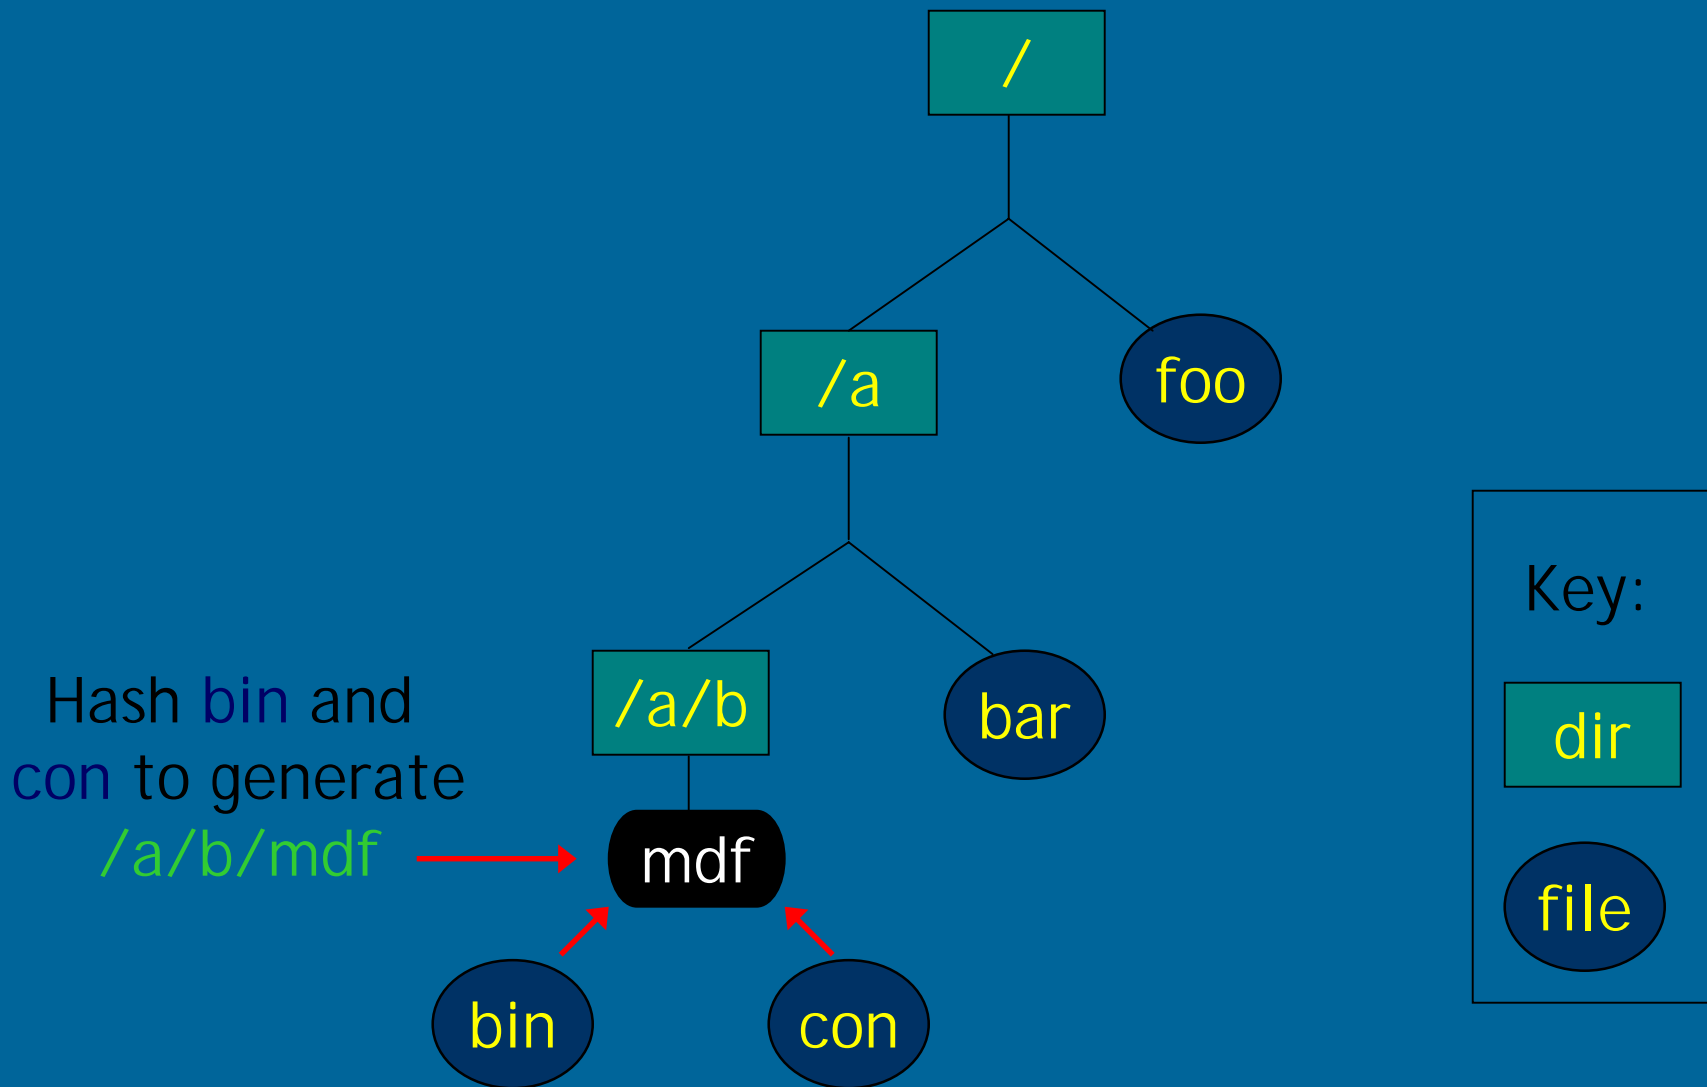 /
/a
foo
Key:
/a/b
bar
dir
Hash bin and
con to generate
/a/b/mdf
mdf
file
bin
con